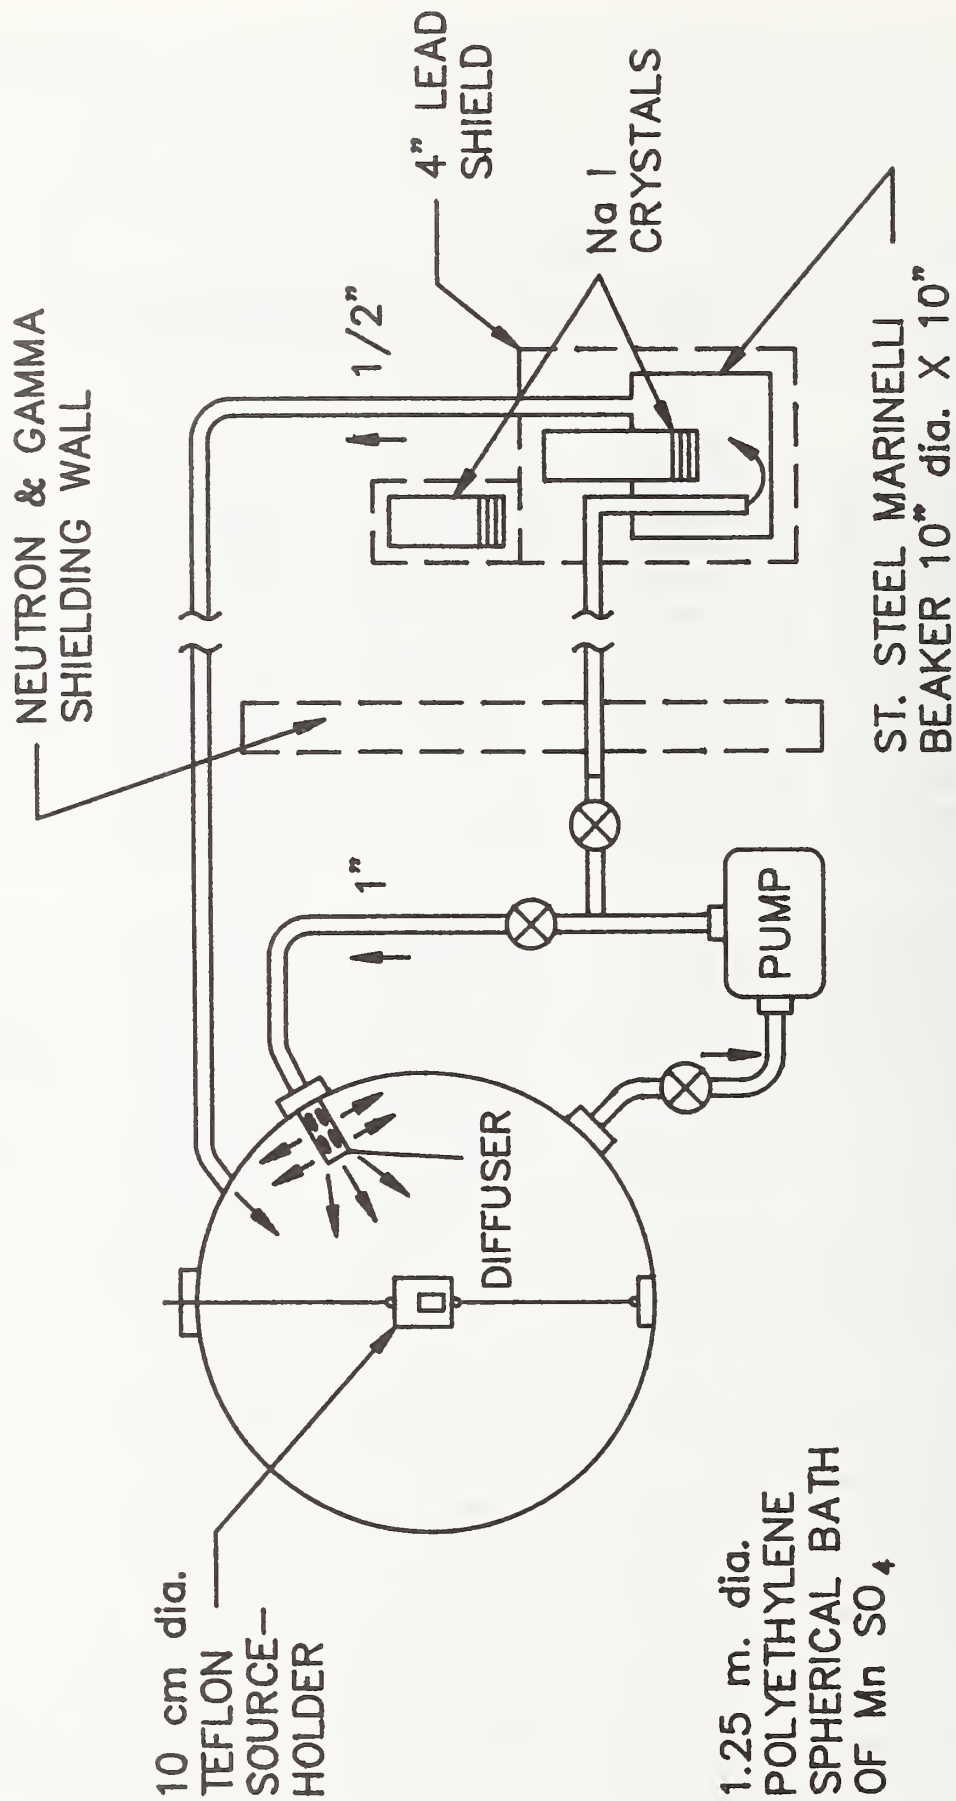 NEUTRON & GAMMA
SHIELDING WALL
4" LEAD
SHIELD
1/2"
Na I
CRYSTALS
1"
10 cm dia.
TEFLON
SOURCE-
HOLDER
DIFFUSER
PUMP
1.25 m. dia.
POLYETHYLENE
SPHERICAL BATH
OF Mn SO4
ST. STEEL MARINELLI
BEAKER 10" dia. X 10"